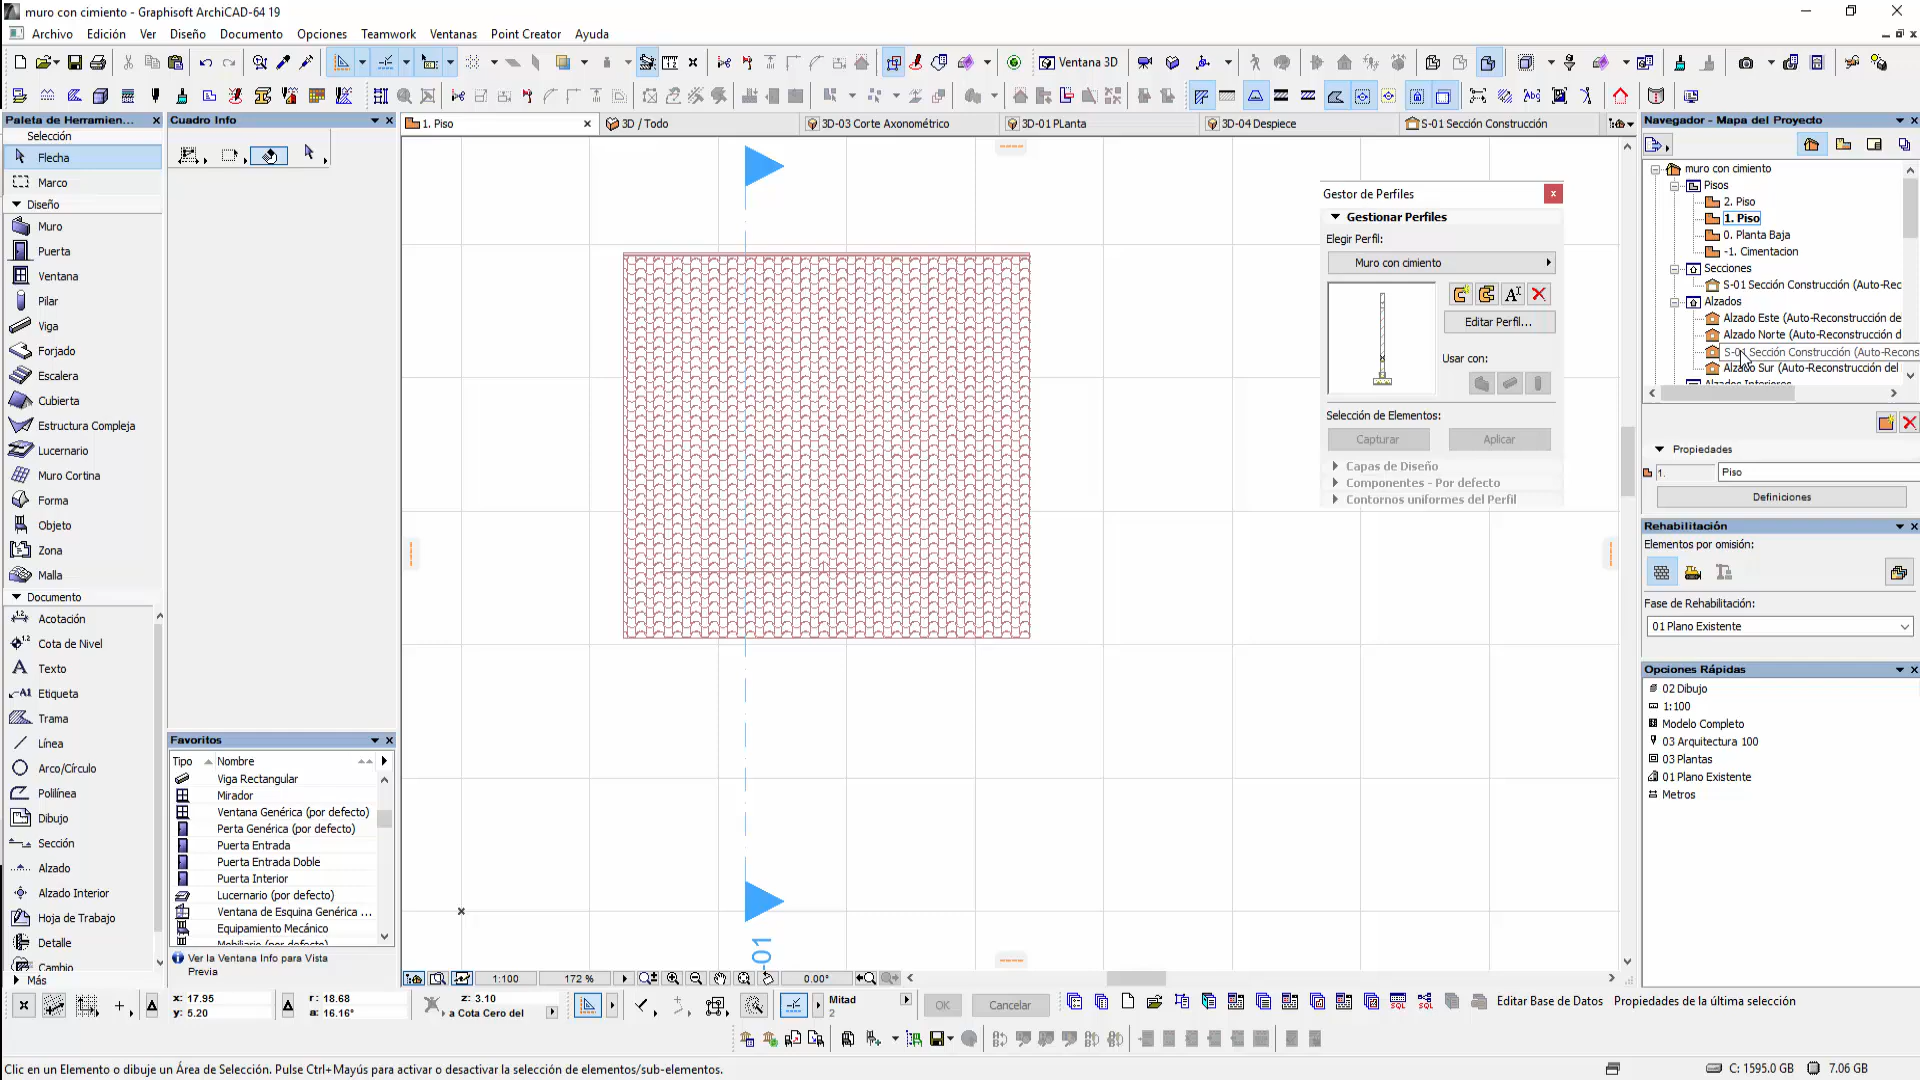 muro con cimiento - Graphisoft ArchiCAD-64 19
Archivo Edición Ver Diseño Documento Opciones Teamwork Ventanas Point Creator Ayuda
Ventana 3D
Paleta de Herramien...
Selección
Flecha
Marco
Diseño
Muro
Puerta
Ventana
Pilar
Viga
Forjado
Escalera
Cubierta
Estructura Compleja
Lucernario
Muro Cortina
Forma
Objeto
Zona
Malla
Documento
Acotación
Cota de Nivel
Texto
Etiqueta
Trama
Línea
Arco/Círculo
Polilínea
Dibujo
Sección
Alzado
Alzado Interior
Hoja de Trabajo
Detalle
Cambio
Más
Cuadro Info
Favoritos
Tipo Nombre
Viga Rectangular
Mirador
Ventana Genérica (por defecto)
Perta Genérica (por defecto)
Puerta Entrada
Puerta Entrada Doble
Puerta Interior
Lucernario (por defecto)
Ventana de Esquina Genérica ...
Equipamiento Mecánico
Mobiliario (por defecto)
Ver la Ventana Info para Vista
Previa
1. Piso
3D / Todo
3D-03 Corte Axonométrico
3D-01 PLanta
3D-04 Despiece
S-01 Sección Construcción
-01
Gestor de Perfiles
Gestionar Perfiles
Elegir Perfil:
Muro con cimiento
Editar Perfil...
Usar con:
Selección de Elementos:
Capturar Aplicar
Capas de Diseño
Componentes - Por defecto
Contornos uniformes del Perfil
Navegador - Mapa del Proyecto
muro con cimiento
Pisos
2. Piso
1. Piso
0. Planta Baja
-1. Cimentacion
Secciones
S-01 Sección Construcción (Auto-Rec
Alzados
Alzado Este (Auto-Reconstrucción de
Alzado Norte (Auto-Reconstrucción d
S-01 Sección Construcción (Auto-Recons
Alzado Sur (Auto-Reconstrucción del
Alzados Interiores
Propiedades
1. Piso
Definiciones
Rehabilitación
Elementos por omisión:
Fase de Rehabilitación:
01 Plano Existente
Opciones Rápidas
02 Dibujo
1:100
Modelo Completo
03 Arquitectura 100
03 Plantas
01 Plano Existente
Metros
1:100 172 % 0.00°
x: 17.95
y: 5.20
r: 18.68
a: 16.16°
z: 3.10
a Cota Cero del
Mitad
2
OK Cancelar
Editar Base de Datos Propiedades de la última selección
Clic en un Elemento o dibuje un Área de Selección. Pulse Ctrl+Mayús para activar o desactivar la selección de elementos/sub-elementos.
C: 1595.0 GB 7.06 GB